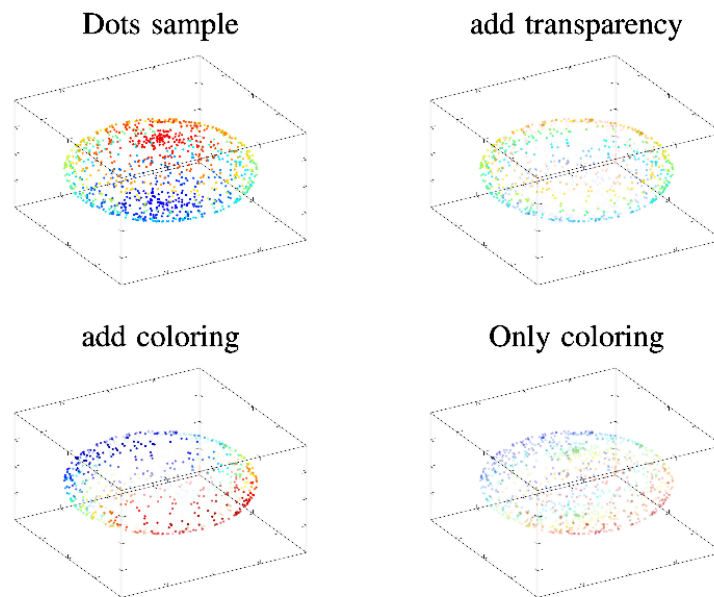 Dots sample
add transparency
add coloring
Only coloring